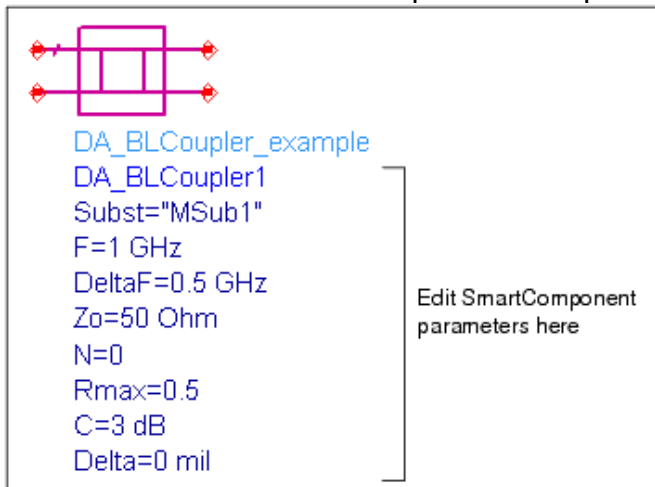 DA_BLCoupler_example
DA_BLCoupler1
Subst="MSub1"
F=1 GHz
DeltaF=0.5 GHz
Zo=50 Ohm
N=0
Rmax=0.5
C=3 dB
Delta=0 mil
Edit SmartComponent
parameters here